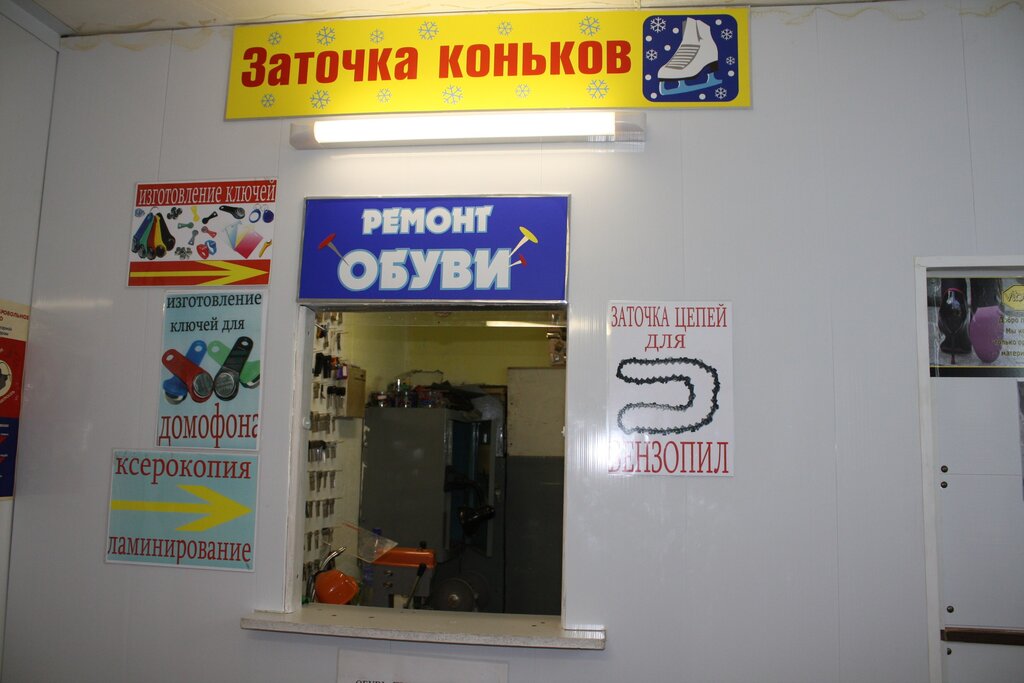 Заточка коньков
изготовление ключей
Ремонт
обуви
изготовление
ключей для
домофона
ксерокопия
ламинирование
заточка цепей
для
бензопил